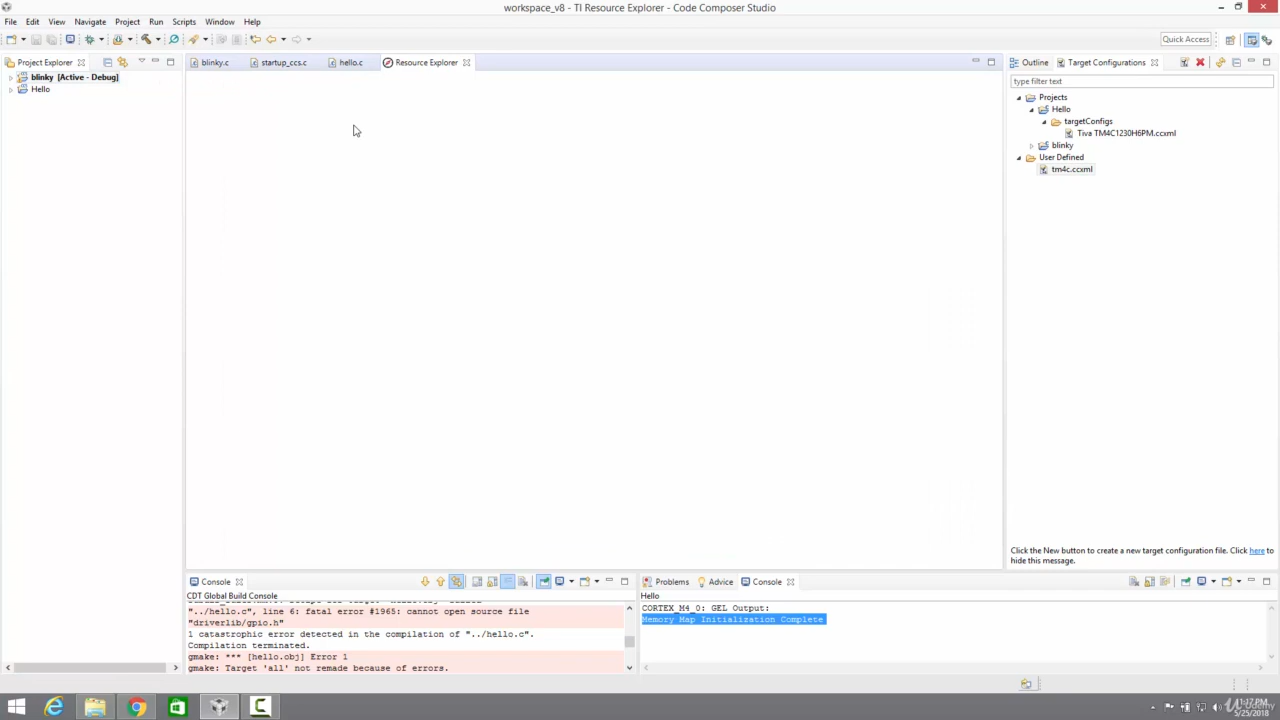 workspace_v8 - TI Resource Explorer - Code Composer Studio
File Edit View Navigate Project Run Scripts Window Help
Quick Access
Project Explorer
blinky.c
startup_ccs.c
hello.c
Resource Explorer
Outline
Target Configurations
blinky [Active - Debug]
Hello
type filter text
Projects
Hello
targetConfigs
Tiva TM4C1230H6PM.ccxml
blinky
User Defined
tm4c.ccxml
Click the New button to create a new target configuration file. Click here to
hide this message.
Console
CDT Global Build Console
"../hello.c", line 6: fatal error #1965: cannot open source file
"driverlib/gpio.h"
1 catastrophic error detected in the compilation of "../hello.c".
Compilation terminated.
gmake: *** [hello.obj] Error 1
gmake: Target 'all' not remade because of errors.
Problems
Advice
Console
Hello
CORTEX_M4_0: GEL Output:
Memory Map Initialization Complete
5/25/2018